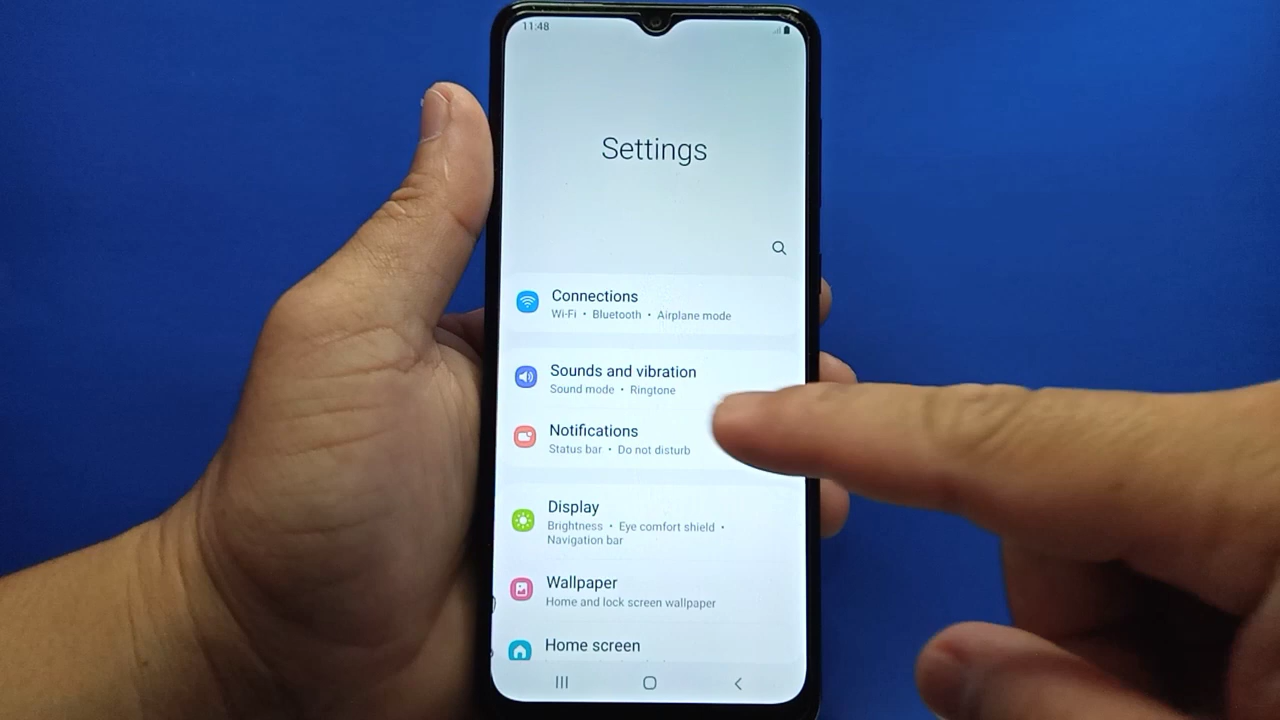 11:48
Settings
Connections
Wi-Fi • Bluetooth • Airplane mode
Sounds and vibration
Sound mode • Ringtone
Notifications
Status bar • Do not disturb
Display
Brightness • Eye comfort shield •
Navigation bar
Wallpaper
Home and lock screen wallpaper
Home screen